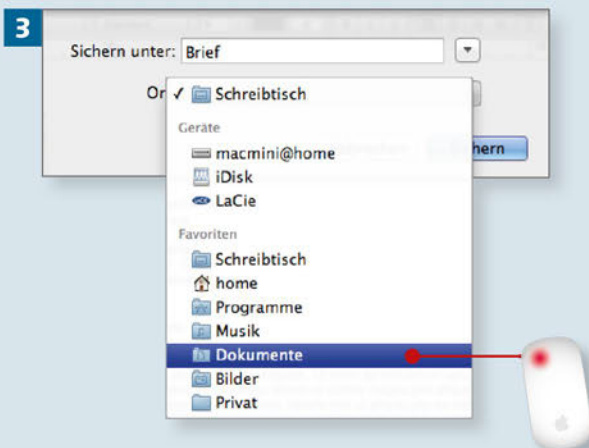 3
Sichern unter: Brief
Or ✓ Schreibtisch
Geräte
macmini@home
iDisk
LaCie
hern
Favoriten
Schreibtisch
home
Programme
Musik
Dokumente
Bilder
Privat